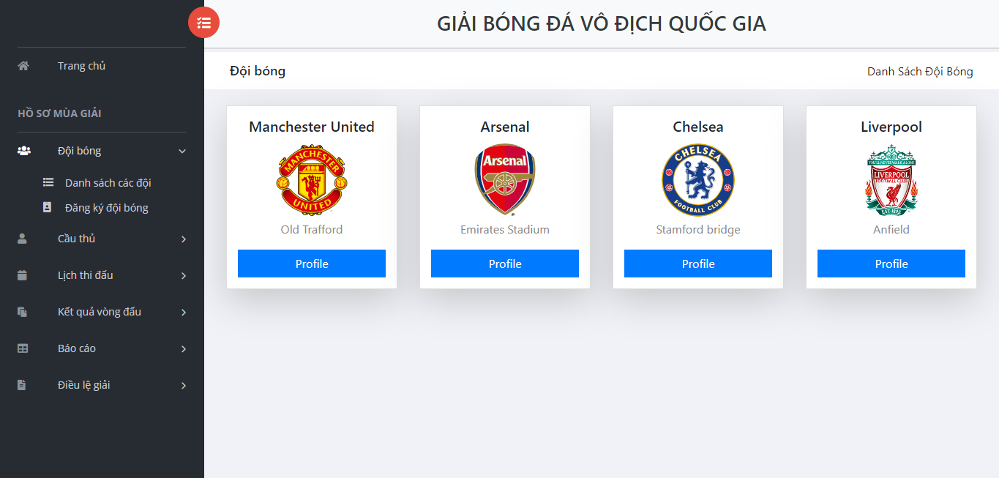 GIẢI BÓNG ĐÁ VÔ ĐỊCH QUỐC GIA
Trang chủ
HỒ SƠ MÙA GIẢI
Đội bóng
Danh sách các đội
Đăng ký đội bóng
Cầu thủ
Lịch thi đấu
Kết quả vòng đấu
Báo cáo
Điều lệ giải
Đội bóng
Danh Sách Đội Bóng
Manchester United
MANCHESTER
UNITED
Old Trafford
Profile
Arsenal
Arsenal
Emirates Stadium
Profile
Chelsea
CHELSEA
FOOTBALL CLUB
Stamford bridge
Profile
Liverpool
YOU'LL NEVER WALK ALONE
LIVERPOOL
FOOTBALL CLUB
EST·1892
Anfield
Profile